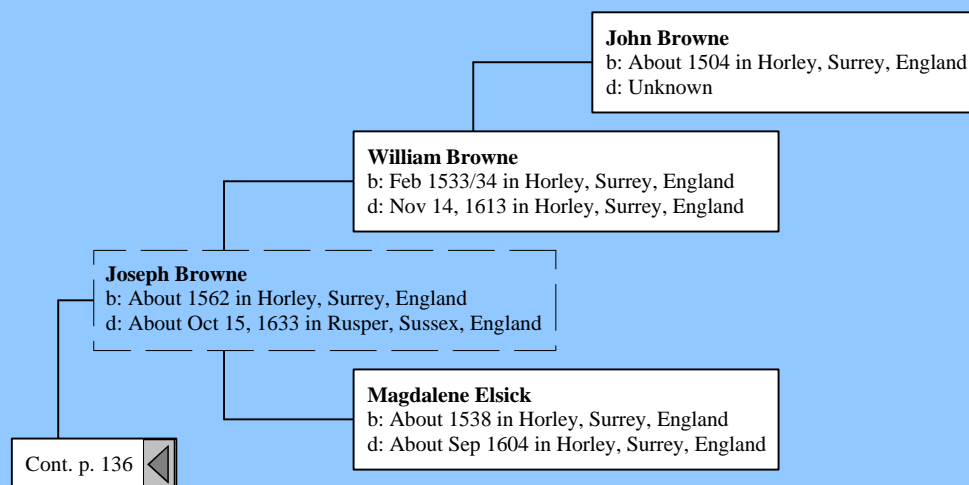 John Browne
b: About 1504 in Horley, Surrey, England
d: Unknown
William Browne
b: Feb 1533/34 in Horley, Surrey, England
d: Nov 14, 1613 in Horley, Surrey, England
Joseph Browne
b: About 1562 in Horley, Surrey, England
d: About Oct 15, 1633 in Rusper, Sussex, England
Magdalene Elsick
b: About 1538 in Horley, Surrey, England
d: About Sep 1604 in Horley, Surrey, England
Cont. p. 136